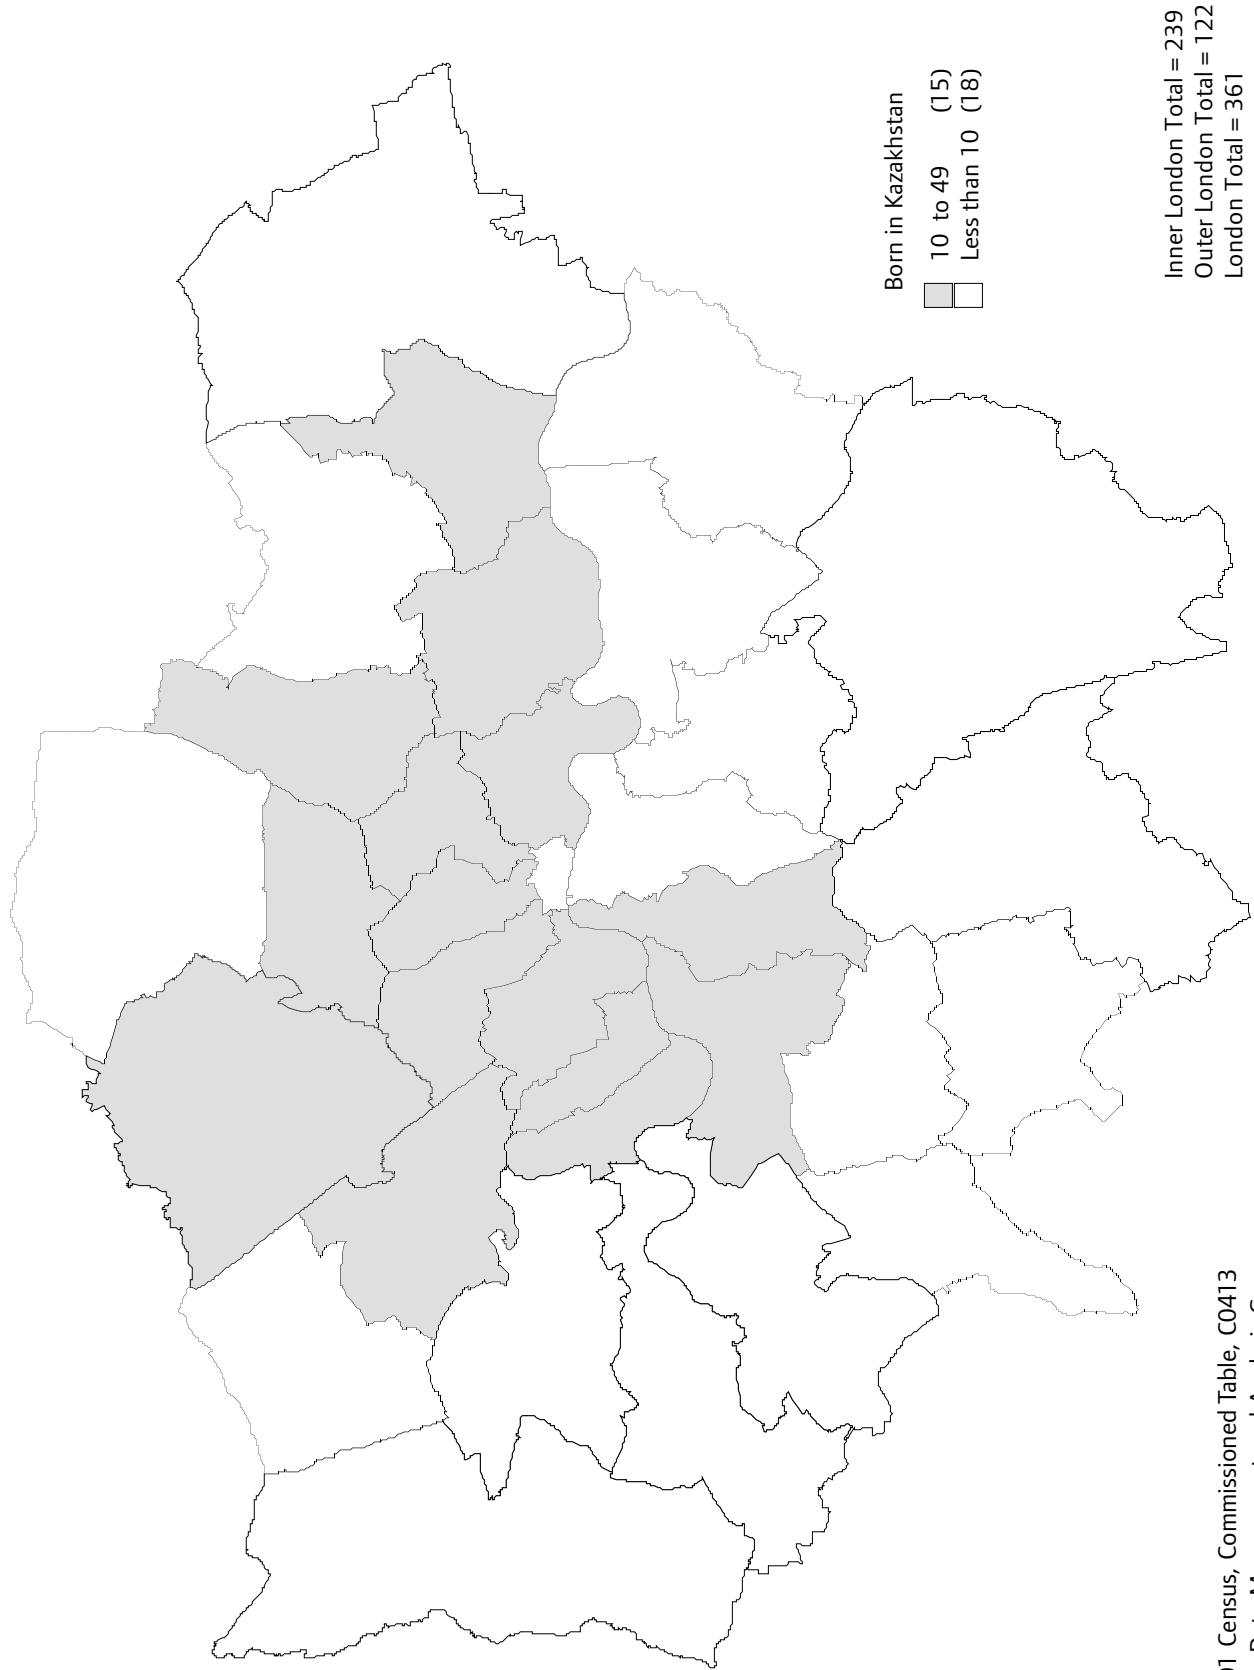 Born in Kazakhstan
10 to 49 (15)
Less than 10 (18)
Inner London Total = 239
Outer London Total = 122
London Total = 361
Census, Commissioned Table, C0413